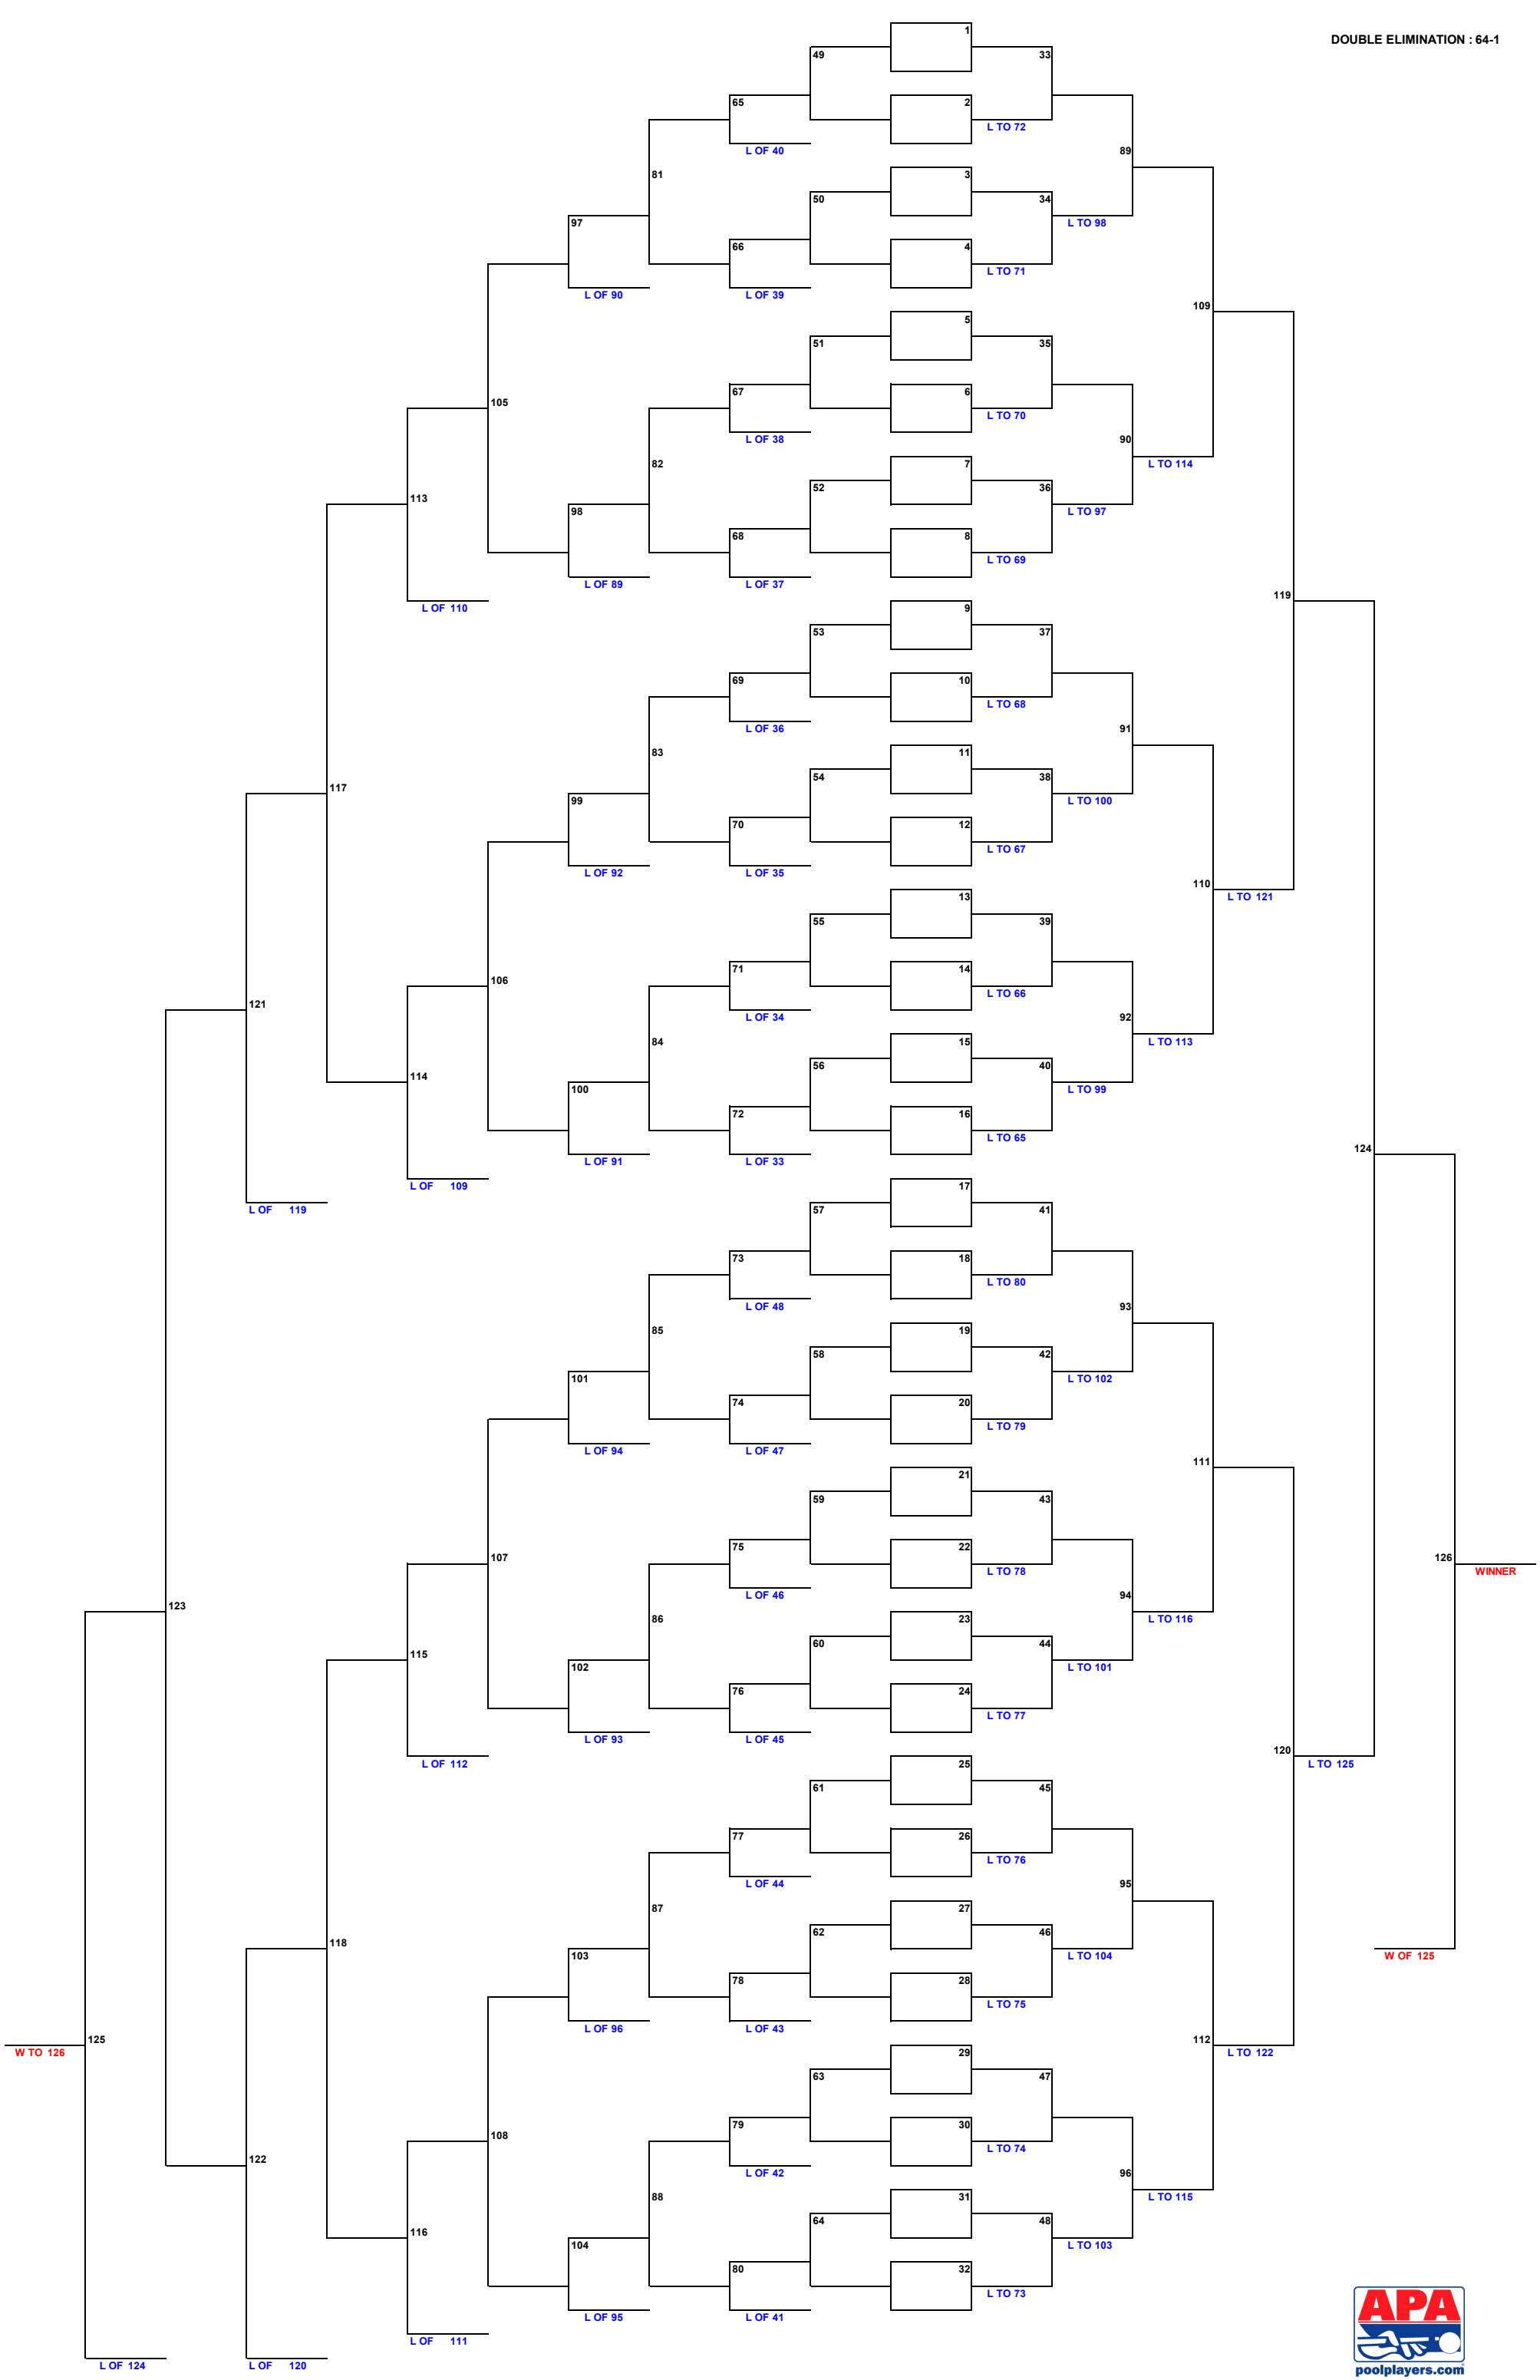 1
DOUBLE ELIMINATION : 64-1
49 33
65 2
L TO 72
L OF 40 89
81 3
50 34
97 L TO 98
66 4
L TO 71
L OF 90 L OF 39
109
5
51 35
67 6
105 L TO 70
L OF 38 90
82 7 L TO 114
52 36
113
98 L TO 97
68 8
L TO 69
L OF 89 L OF 37
119
L OF 110 9
53 37
69 10
L TO 68
L OF 36 91
83 11
54 38
117
99 L TO 100
70 12
L TO 67
L OF 92 L OF 35
110
13 L TO 121
55 39
71 14
106 L TO 66
121
L OF 34 92
84 15 L TO 113
56 40
114
100 L TO 99
72 16
L TO 65
124
L OF 91 L OF 33
L OF 109 17
L OF 119 57 41
73 18
L TO 80
L OF 48 93
85 19
58 42
101 L TO 102
74 20
L TO 79
L OF 94 L OF 47
111
21
59 43
75 22
107 126
L TO 78 WINNER
L OF 46 94
123
86 23 L TO 116
60 44
115
102 L TO 101
76 24
L TO 77
L OF 93 L OF 45
120
L OF 112 25 L TO 125
61 45
77 26
L TO 76
L OF 44 95
87 27
62 46
118
103 L TO 104 W OF 125
78 28
L TO 75
L OF 96 L OF 43
125 112
W TO 126 29 L TO 122
63 47
79 30
108 L TO 74
122
L OF 42 96
88 31 L TO 115
64 48
116
104 L TO 103
80 32
L TO 73
L OF 95 L OF 41
APA
L OF 111
L OF 124 L OF 120
poolplayers.com